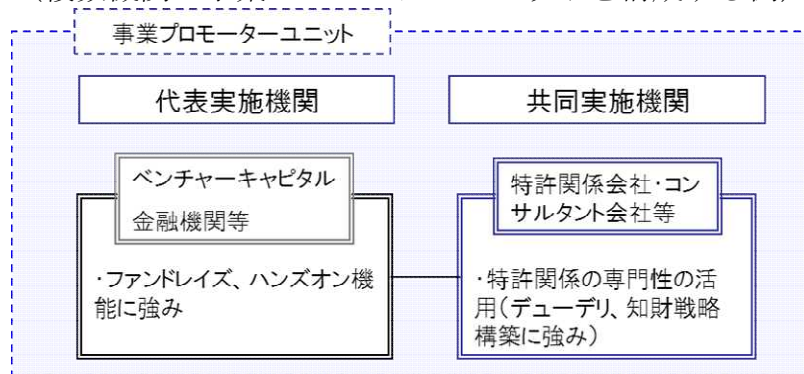 事業プロモーターユニット
代表実施機関
共同実施機関
ベンチャーキャピタル
金融機関等
・ファンドレイズ、ハンズオン機
能に強み
特許関係会社・コン
サルタント会社等
・特許関係の専門性の活
用(デューデリ、知財戦略
構築に強み)